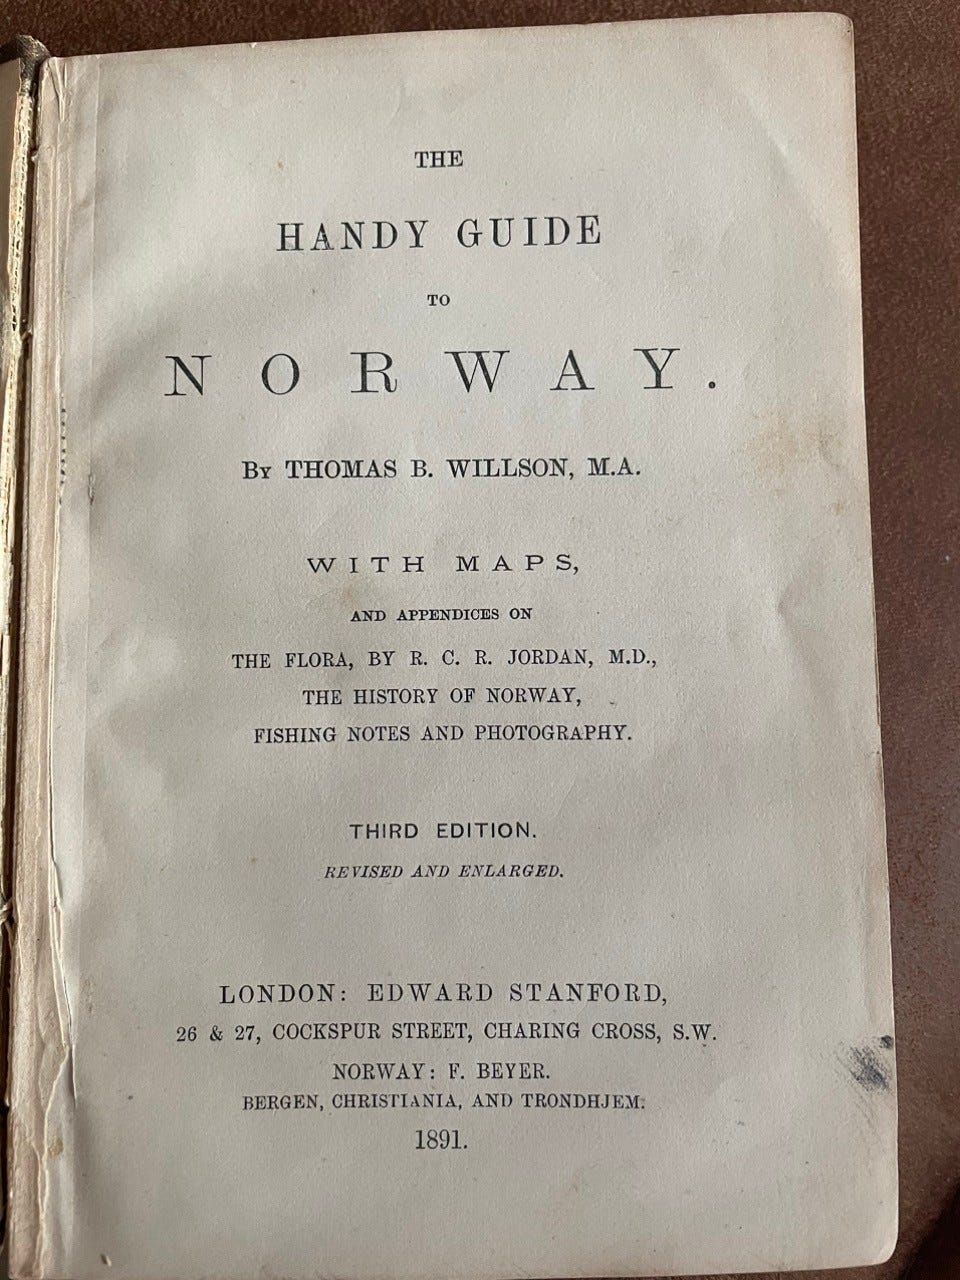 THE
HANDY GUIDE
TO
NORWAY.
By THOMAS B. WILLSON, M.A.
WITH MAPS,
AND APPENDICES ON
THE FLORA, BY R. C. R. JORDAN, M.D.,
THE HISTORY OF NORWAY,
FISHING NOTES AND PHOTOGRAPHY.
THIRD EDITION.
REVISED AND ENLARGED.
LONDON: EDWARD STANFORD,
26 & 27, COCKSPUR STREET, CHARING CROSS, S.W.
NORWAY: F. BEYER.
BERGEN, CHRISTIANIA, AND TRONDHJEM.
1891.